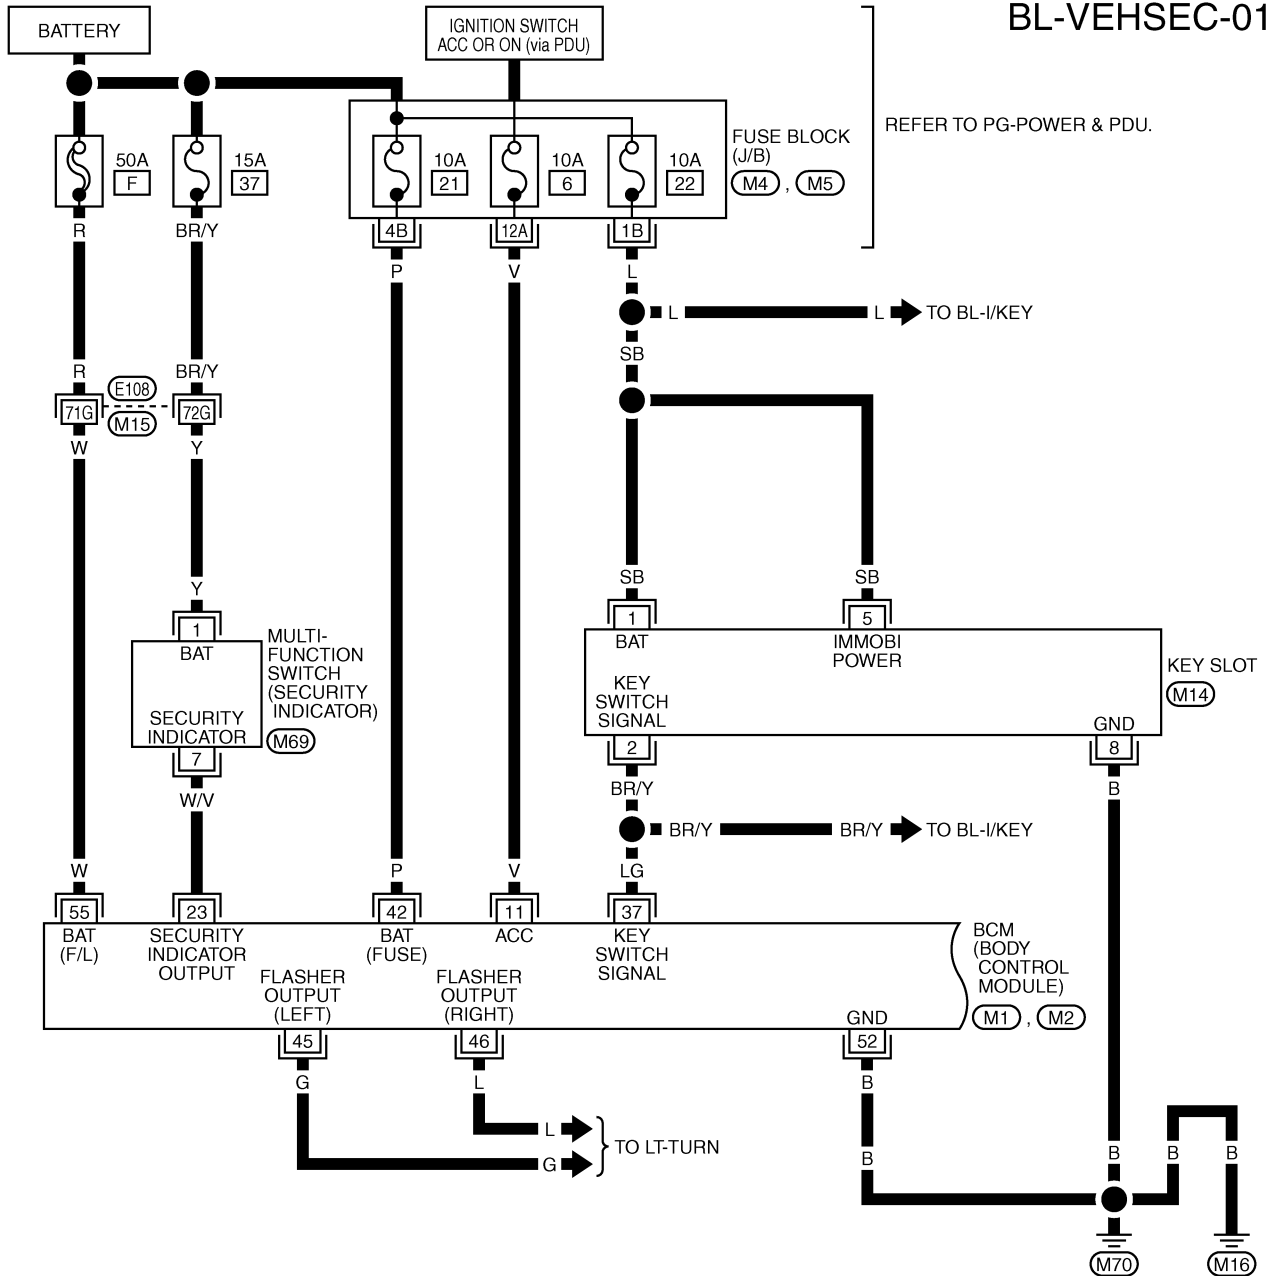 BL-VEHSEC-01
BATTERY
IGNITION SWITCH
ACC OR ON (via PDU)
REFER TO PG-POWER & PDU.
50A
F
15A
37
10A
21
10A
6
10A
22
FUSE BLOCK
(J/B)
M4 , M5
R
BR/Y
4B
12A
1B
P
V
L
L
L
TO BL-I/KEY
SB
R
BR/Y
E108
71G
72G
M15
W
Y
Y
SB
SB
1
BAT
MULTI-
FUNCTION
SWITCH
(SECURITY
INDICATOR)
M69
SECURITY
INDICATOR
7
W/V
1
BAT
5
IMMOBI
POWER
KEY SLOT
M14
KEY
SWITCH
SIGNAL
GND
2
8
BR/Y
B
BR/Y
BR/Y
TO BL-I/KEY
W
P
V
LG
55
23
42
11
37
BAT
(F/L)
SECURITY
INDICATOR
OUTPUT
BAT
(FUSE)
ACC
KEY
SWITCH
SIGNAL
BCM
(BODY
CONTROL
MODULE)
M1 , M2
FLASHER
OUTPUT
(LEFT)
FLASHER
OUTPUT
(RIGHT)
GND
45
46
52
G
L
B
L
G
TO LT-TURN
B
B
B
B
M70
M16